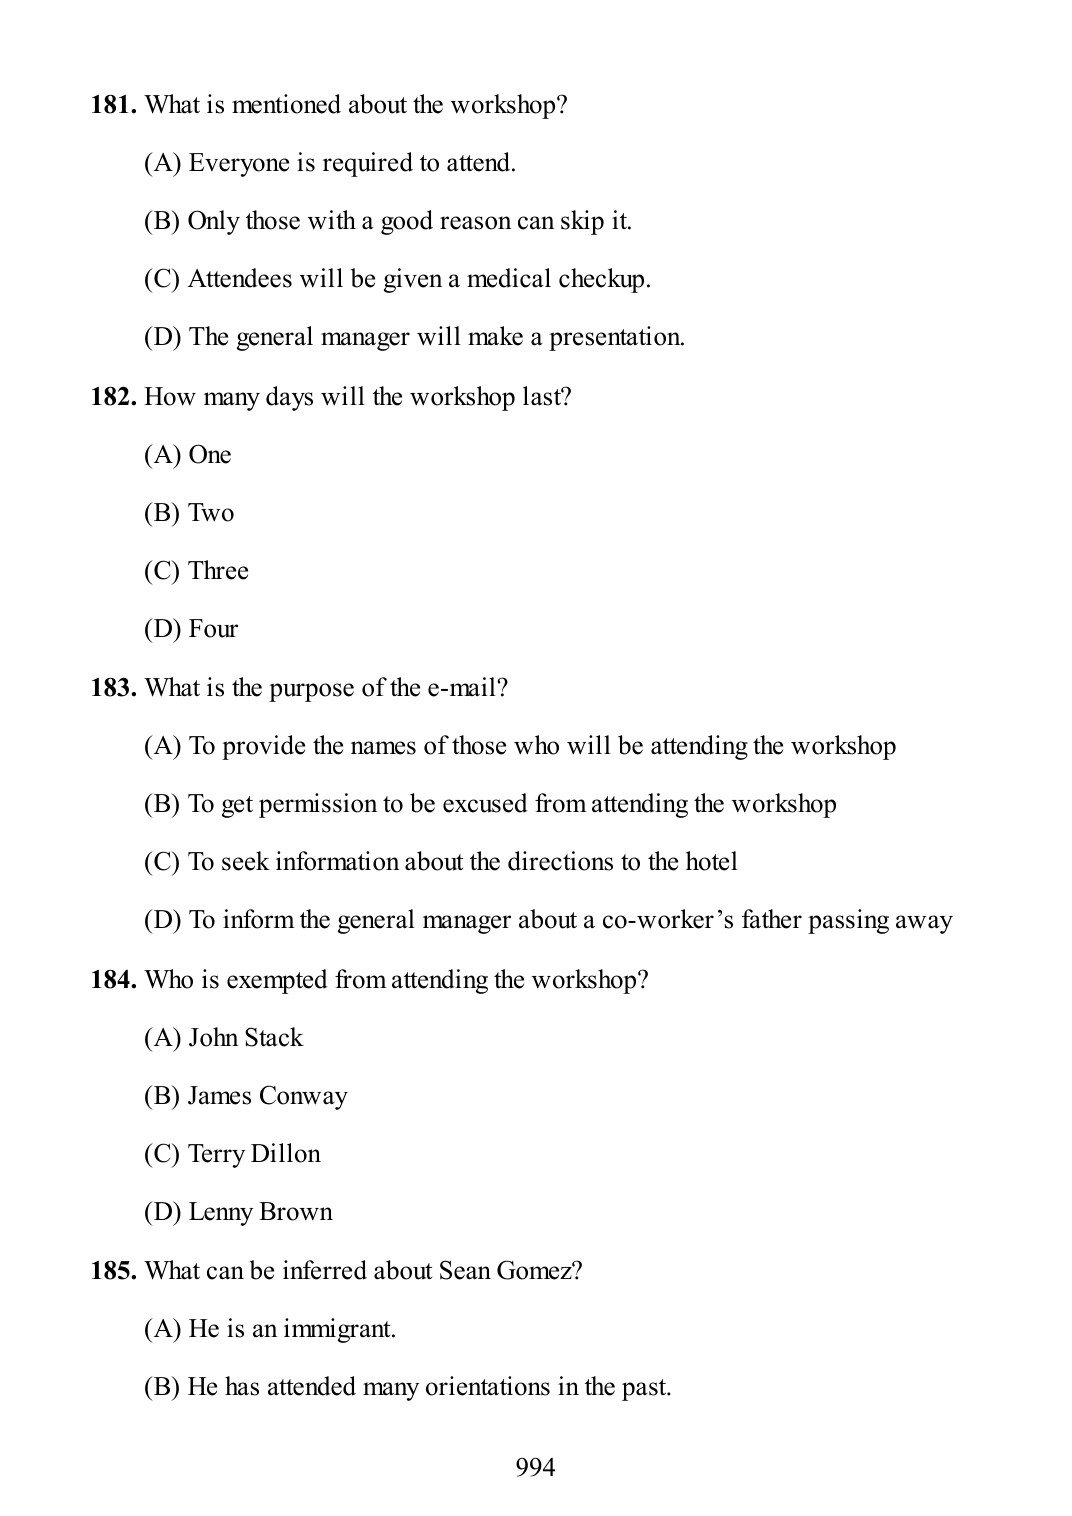 181. What is mentioned about the workshop?
(A) Everyone is required to attend.
(B) Only those with a good reason can skip it.
(C) Attendees will be given a medical checkup.
(D) The general manager will make a presentation.
182. How many days will the workshop last?
(A) One
(B) Two
(C) Three
(D) Four
183. What is the purpose of the e-mail?
(A) To provide the names of those who will be attending the workshop
(B) To get permission to be excused from attending the workshop
(C) To seek information about the directions to the hotel
(D) To inform the general manager about a co-worker’s father passing away
184. Who is exempted from attending the workshop?
(A) John Stack
(B) James Conway
(C) Terry Dillon
(D) Lenny Brown
185. What can be inferred about Sean Gomez?
(A) He is an immigrant.
(B) He has attended many orientations in the past.
994